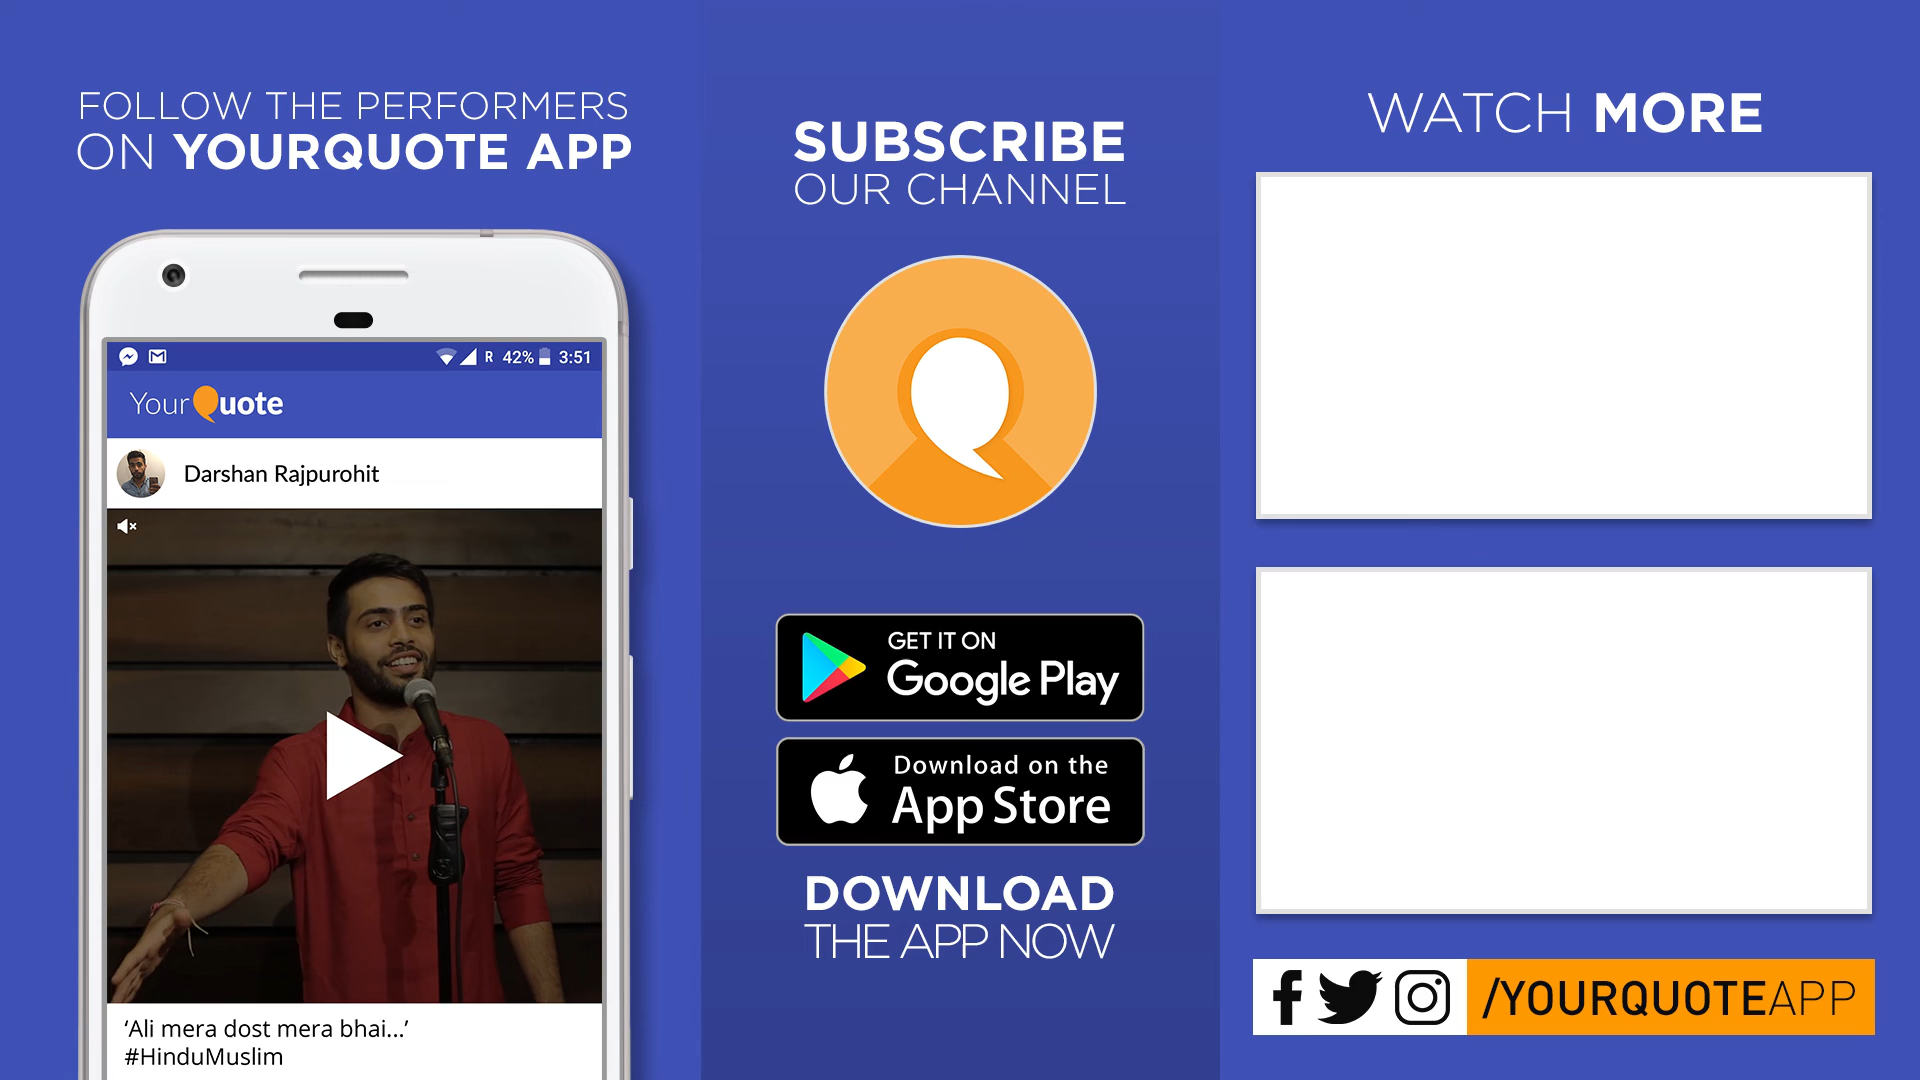 FOLLOW THE PERFORMERS
ON YOURQUOTE APP
R 42% 3:51
YourQuote
Darshan Rajpurohit
‘Ali mera dost mera bhai...’
#HinduMuslim
SUBSCRIBE
OUR CHANNEL
GET IT ON
Google Play
Download on the
App Store
DOWNLOAD
THE APP NOW
WATCH MORE
/YOURQUOTEAPP